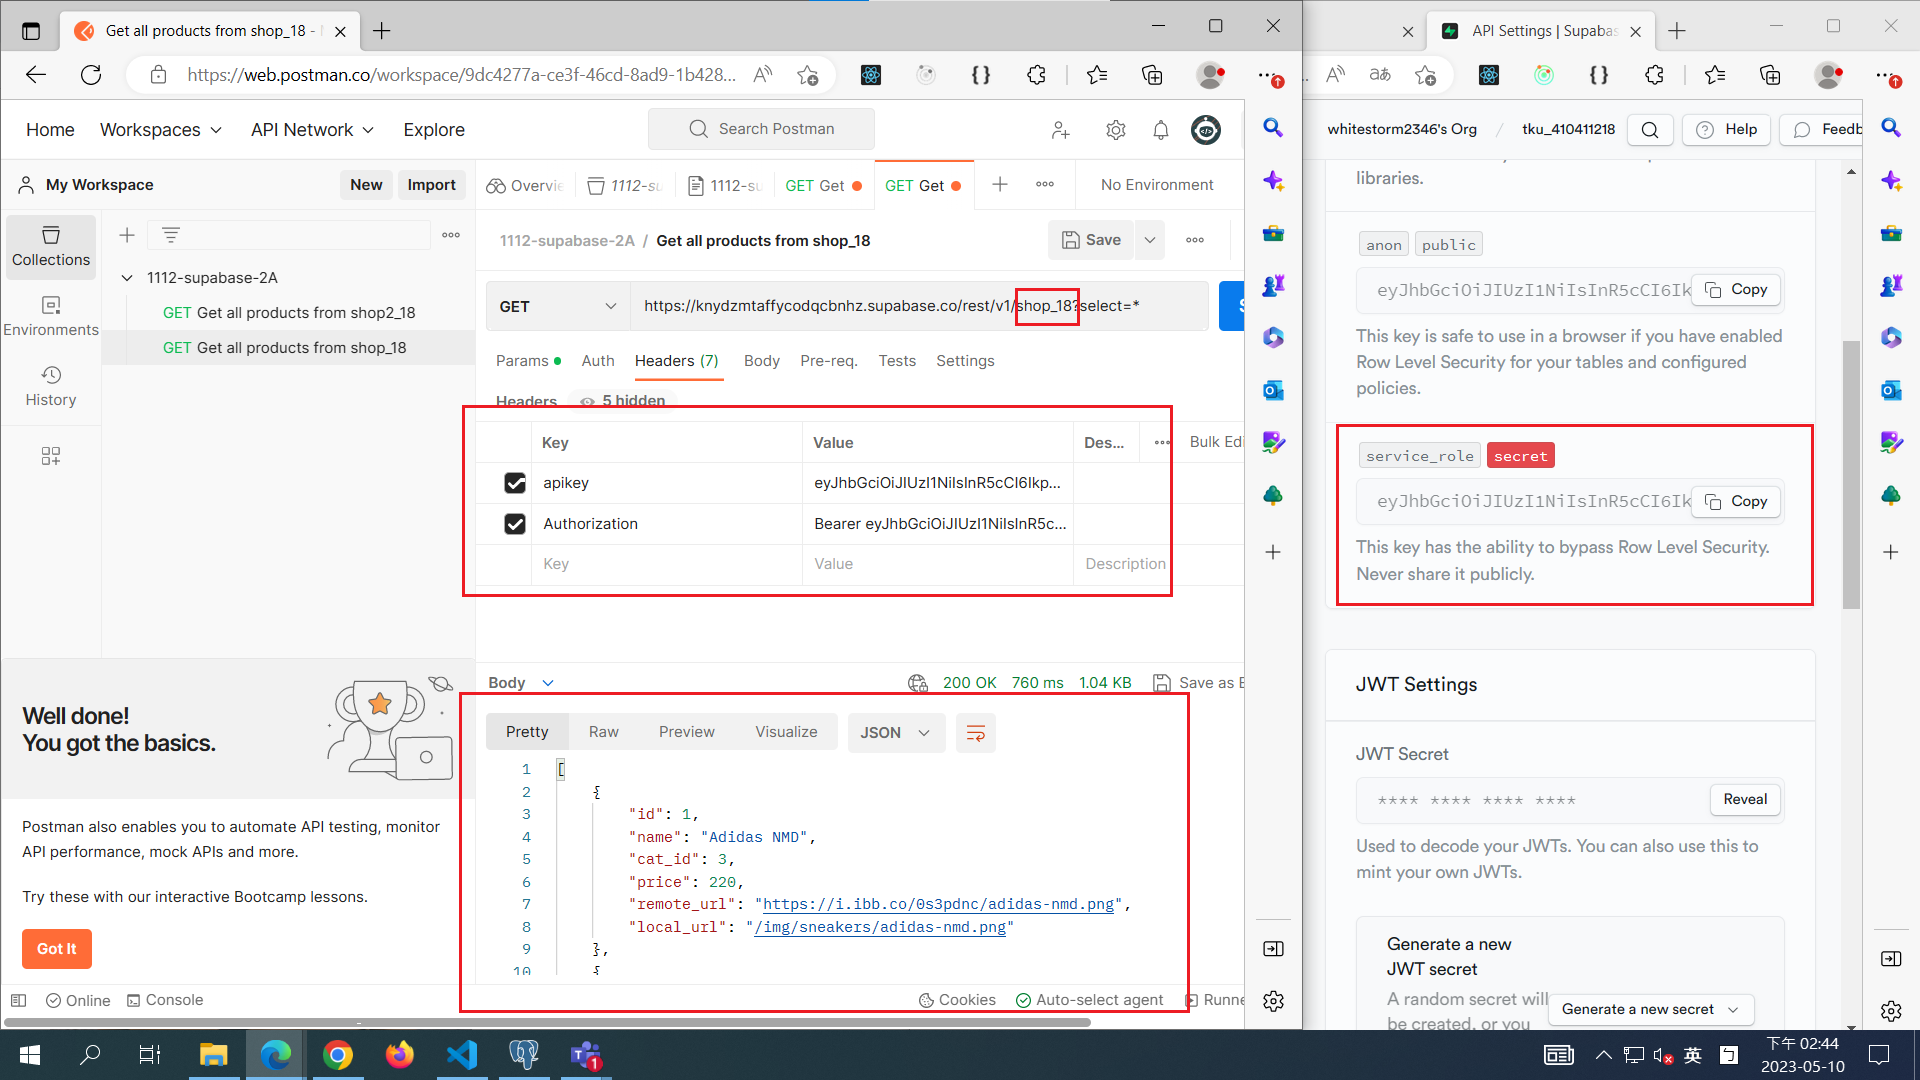 Get all products from shop_18 -
https://web.postman.co/workspace/9dc4277a-ce3f-46cd-8ad9-1b428...
Home
Workspaces
API Network
Explore
Search Postman
My Workspace
New
Import
Overvie
1112-su
1112-su
GET Get
GET Get
No Environment
Collections
Environments
History
1112-supabase-2A
GET Get all products from shop2_18
GET Get all products from shop_18
1112-supabase-2A / Get all products from shop_18
Save
GET
https://knydzmtaffycodqcbnhz.supabase.co/rest/v1/shop_18?select=*
Params
Auth
Headers (7)
Body
Pre-req.
Tests
Settings
Headers
5 hidden
Key
Value
Des...
Bulk Edi
apikey
eyJhbGciOiJIUzI1NiIsInR5cCI6Ikp...
Authorization
Bearer eyJhbGciOiJIUzI1NiIsInR5c...
Key
Value
Description
Body
200 OK
760 ms
1.04 KB
Save as E
Pretty
Raw
Preview
Visualize
JSON
1 [
2 {
3 "id": 1,
4 "name": "Adidas NMD",
5 "cat_id": 3,
6 "price": 220,
7 "remote_url": "https://i.ibb.co/0s3pdnc/adidas-nmd.png",
8 "local_url": "/img/sneakers/adidas-nmd.png"
9 },
10 {
Well done!
You got the basics.
Postman also enables you to automate API testing, monitor
API performance, mock APIs and more.
Try these with our interactive Bootcamp lessons.
Got It
Online
Console
Cookies
Auto-select agent
Runne
API Settings | Supabas
whitestorm2346's Org / tku_410411218
Help
Feedb
libraries.
anon
public
eyJhbGciOiJIUzI1NiIsInR5cCI6Ik
Copy
This key is safe to use in a browser if you have enabled
Row Level Security for your tables and configured
policies.
service_role
secret
eyJhbGciOiJIUzI1NiIsInR5cCI6Ik
Copy
This key has the ability to bypass Row Level Security.
Never share it publicly.
JWT Settings
JWT Secret
**** **** **** ****
Reveal
Used to decode your JWTs. You can also use this to
mint your own JWTs.
Generate a new
JWT secret
A random secret will
be created, or you
Generate a new secret
英
下午 02:44
2023-05-10
1